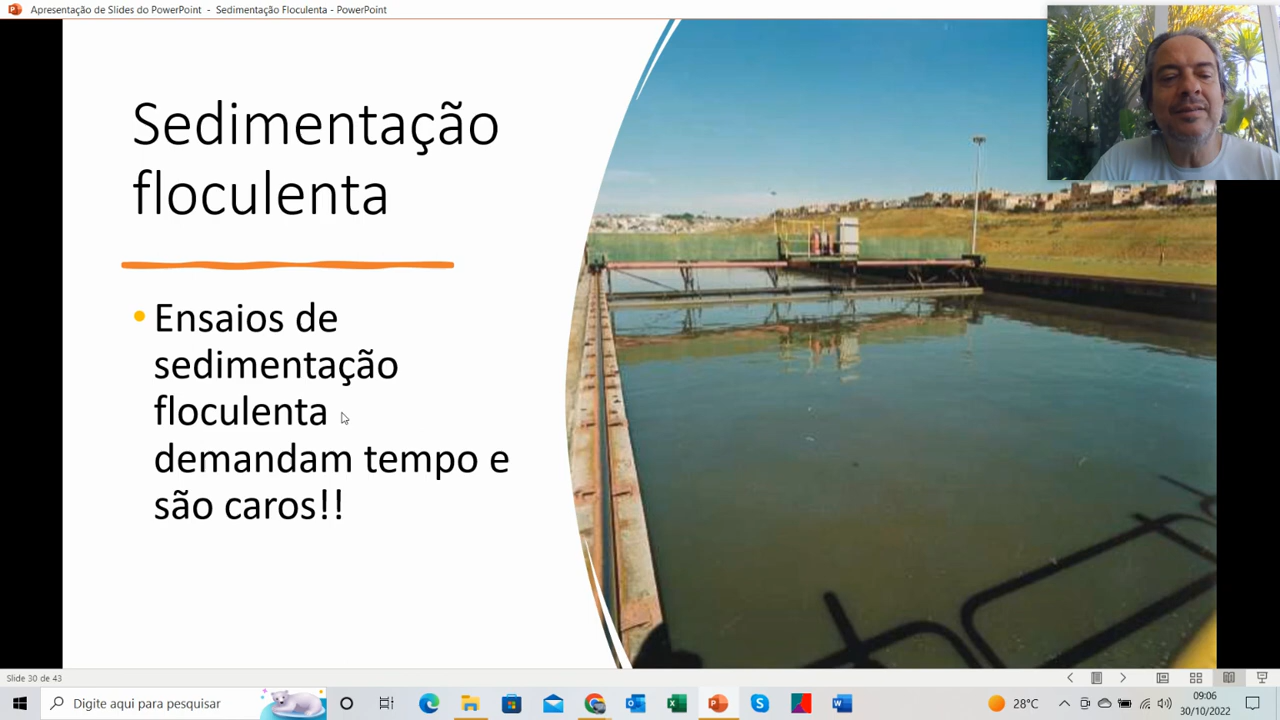 Apresentação de Slides do PowerPoint - Sedimentação Floculenta - PowerPoint
Sedimentação
floculenta
• Ensaios de
sedimentação
floculenta
demandam tempo e
são caros!!
Slide 30 de 43
Digite aqui para pesquisar
28°C
09:06
30/10/2022